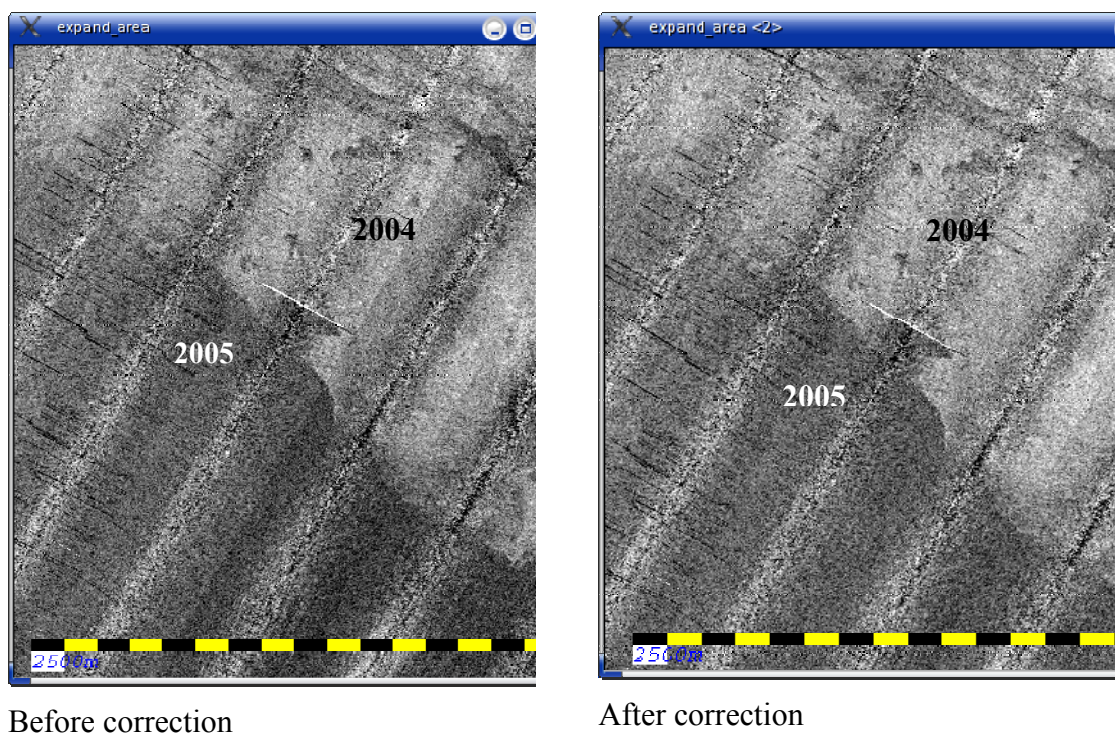 expand_area
2004
2005
2500m
Before correction
expand_area <2>
2004
2005
2500m
After correction